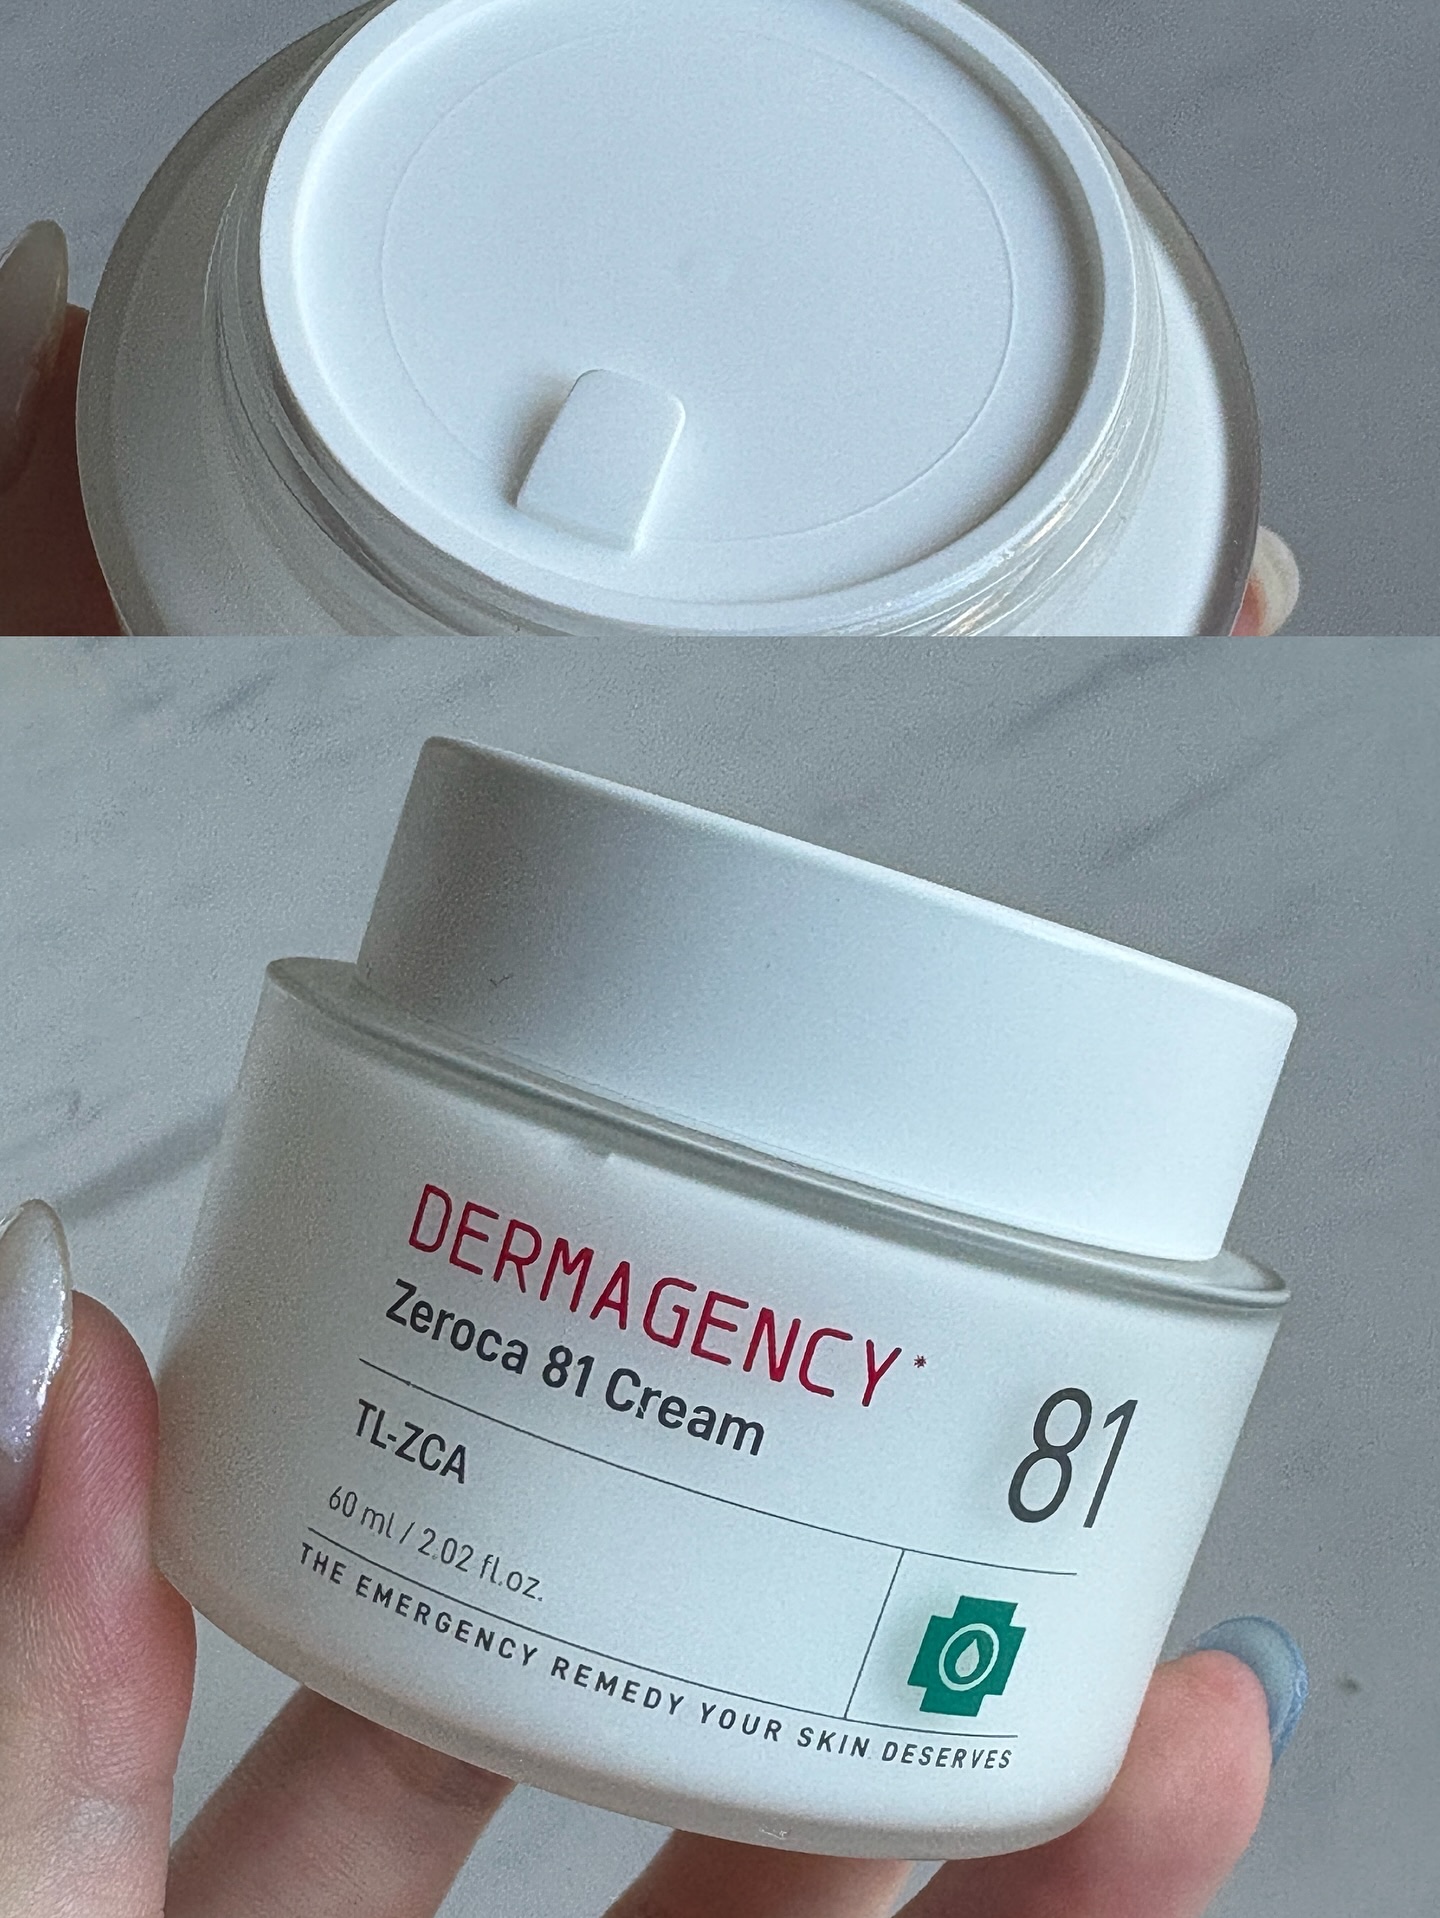 DERMAGENCY*
Zeroca 81 Cream
81
TL-ZCA
60 ml / 2.02 fl.oz.
THE EMERGENCY REMEDY YOUR SKIN DESERVES